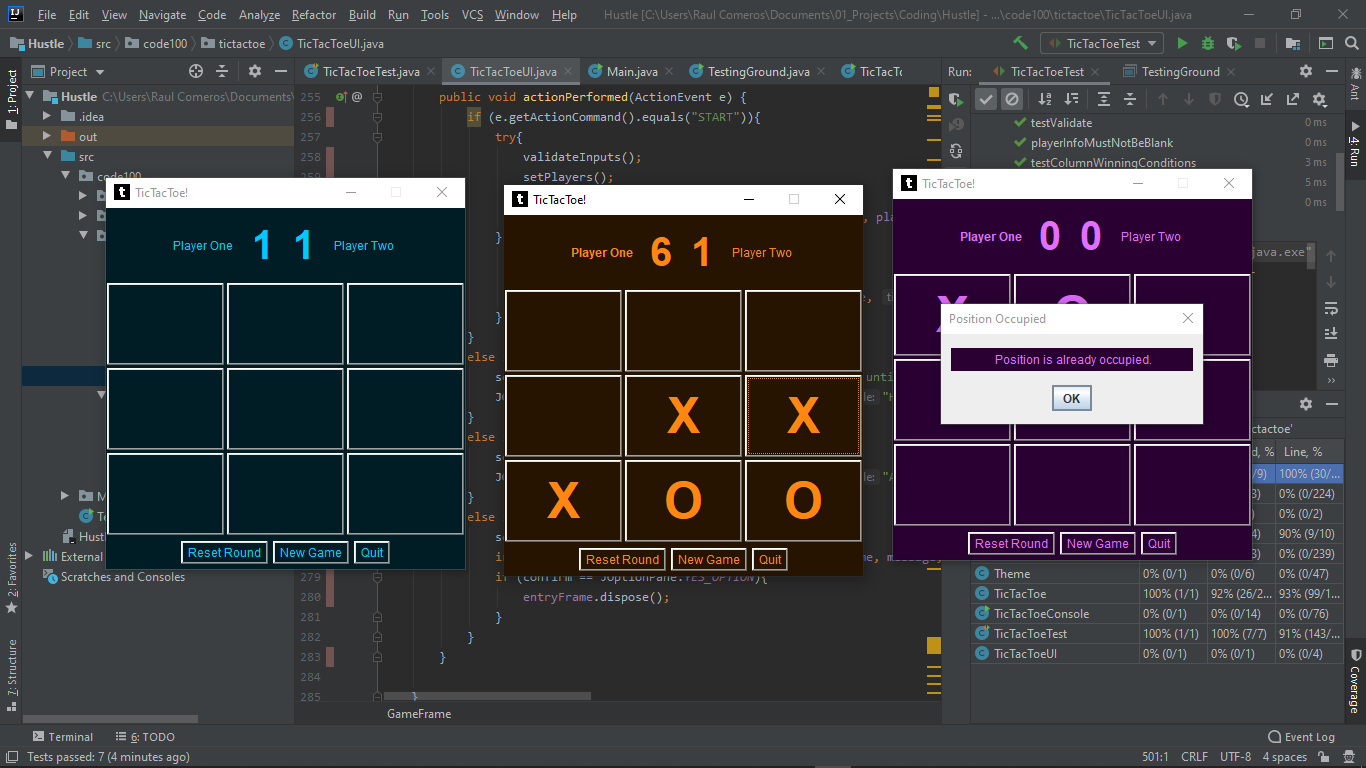 File Edit View Navigate Code Analyze Refactor Build Run Tools VCS Window Help Hustle [C:\Users\Raul Comeros\Documents\01_Projects\Coding\Hustle] - ...\code100\tictactoe\TicTacToeUI.java
Hustle src code100 tictactoe TicTacToeUI.java TicTacToeTest
1: Project
Project
TicTacToeTest.java TicTacToeUI.java Main.java TestingGround.java
Run: TicTacToeTest TestingGround
Hustle C:\Users\Raul Comeros\Documents\
.idea
out
src
code100
Hust
External
Scratches and Consoles
255 public void actionPerformed(ActionEvent e) {
256 if (e.getActionCommand().equals("START")){
257 try{
258 validateInputs();
259 setPlayers();
}
}
}
else
}
else
}
else
279 if (confirm == JOptionPane.YES_OPTION){
280 entryFrame.dispose();
281 }
282 }
283 }
284
285 }
GameFrame
testValidate 0 ms
playerInfoMustNotBeBlank 0 ms
testColumnWinningConditions 3 ms
5 ms
0 ms
java.exe"
TicTacToe!
Player One 1 1 Player Two
Reset Round New Game Quit
TicTacToe!
Player One 6 1 Player Two
X X
X O O
Reset Round New Game Quit
TicTacToe!
Player One 0 0 Player Two
Position Occupied
Position is already occupied.
OK
Reset Round New Game Quit
ctactoe'
d, % Line, %
/9) 100% (30/...
3) 0% (0/224)
0% (0/2)
4) 90% (9/10)
3) 0% (0/239)
Theme 0% (0/1) 0% (0/6) 0% (0/47)
TicTacToe 100% (1/1) 92% (26/2... 93% (99/1...
TicTacToeConsole 0% (0/1) 0% (0/14) 0% (0/76)
TicTacToeTest 100% (1/1) 100% (7/7) 91% (143/...
TicTacToeUI 0% (0/1) 0% (0/1) 0% (0/4)
Ant
4: Run
Coverage
2: Favorites
7: Structure
Terminal 6: TODO Event Log
Tests passed: 7 (4 minutes ago) 501:1 CRLF UTF-8 4 spaces